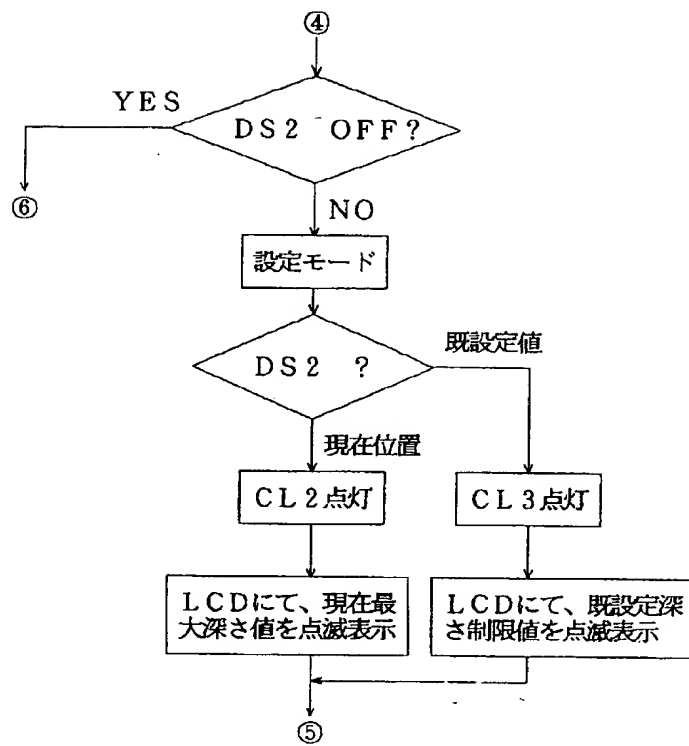 ④
YES
DS2 OFF?
⑥
NO
設定モード
既設定値
DS2 ?
現在位置
CL2点灯
CL3点灯
LCDにて、現在最
大深さ値を点滅表示
LCDにて、既設定深
さ制限値を点滅表示
⑤